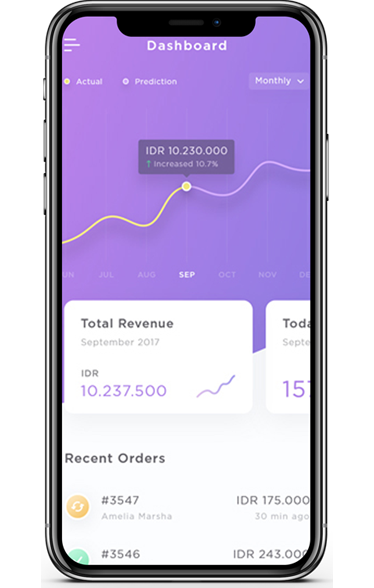 Dashboard
Actual
Prediction
Monthly
IDR 10.230.000
↑ Increased 10.7%
UN JUL AUG SEP OCT NOV DE
Total Revenue
September 2017
IDR
10.237.500
Toda
Septe
157
Recent Orders
#3547
IDR 175.000
Amelia Marsha
30 min ago
#3546
IDR 243.000